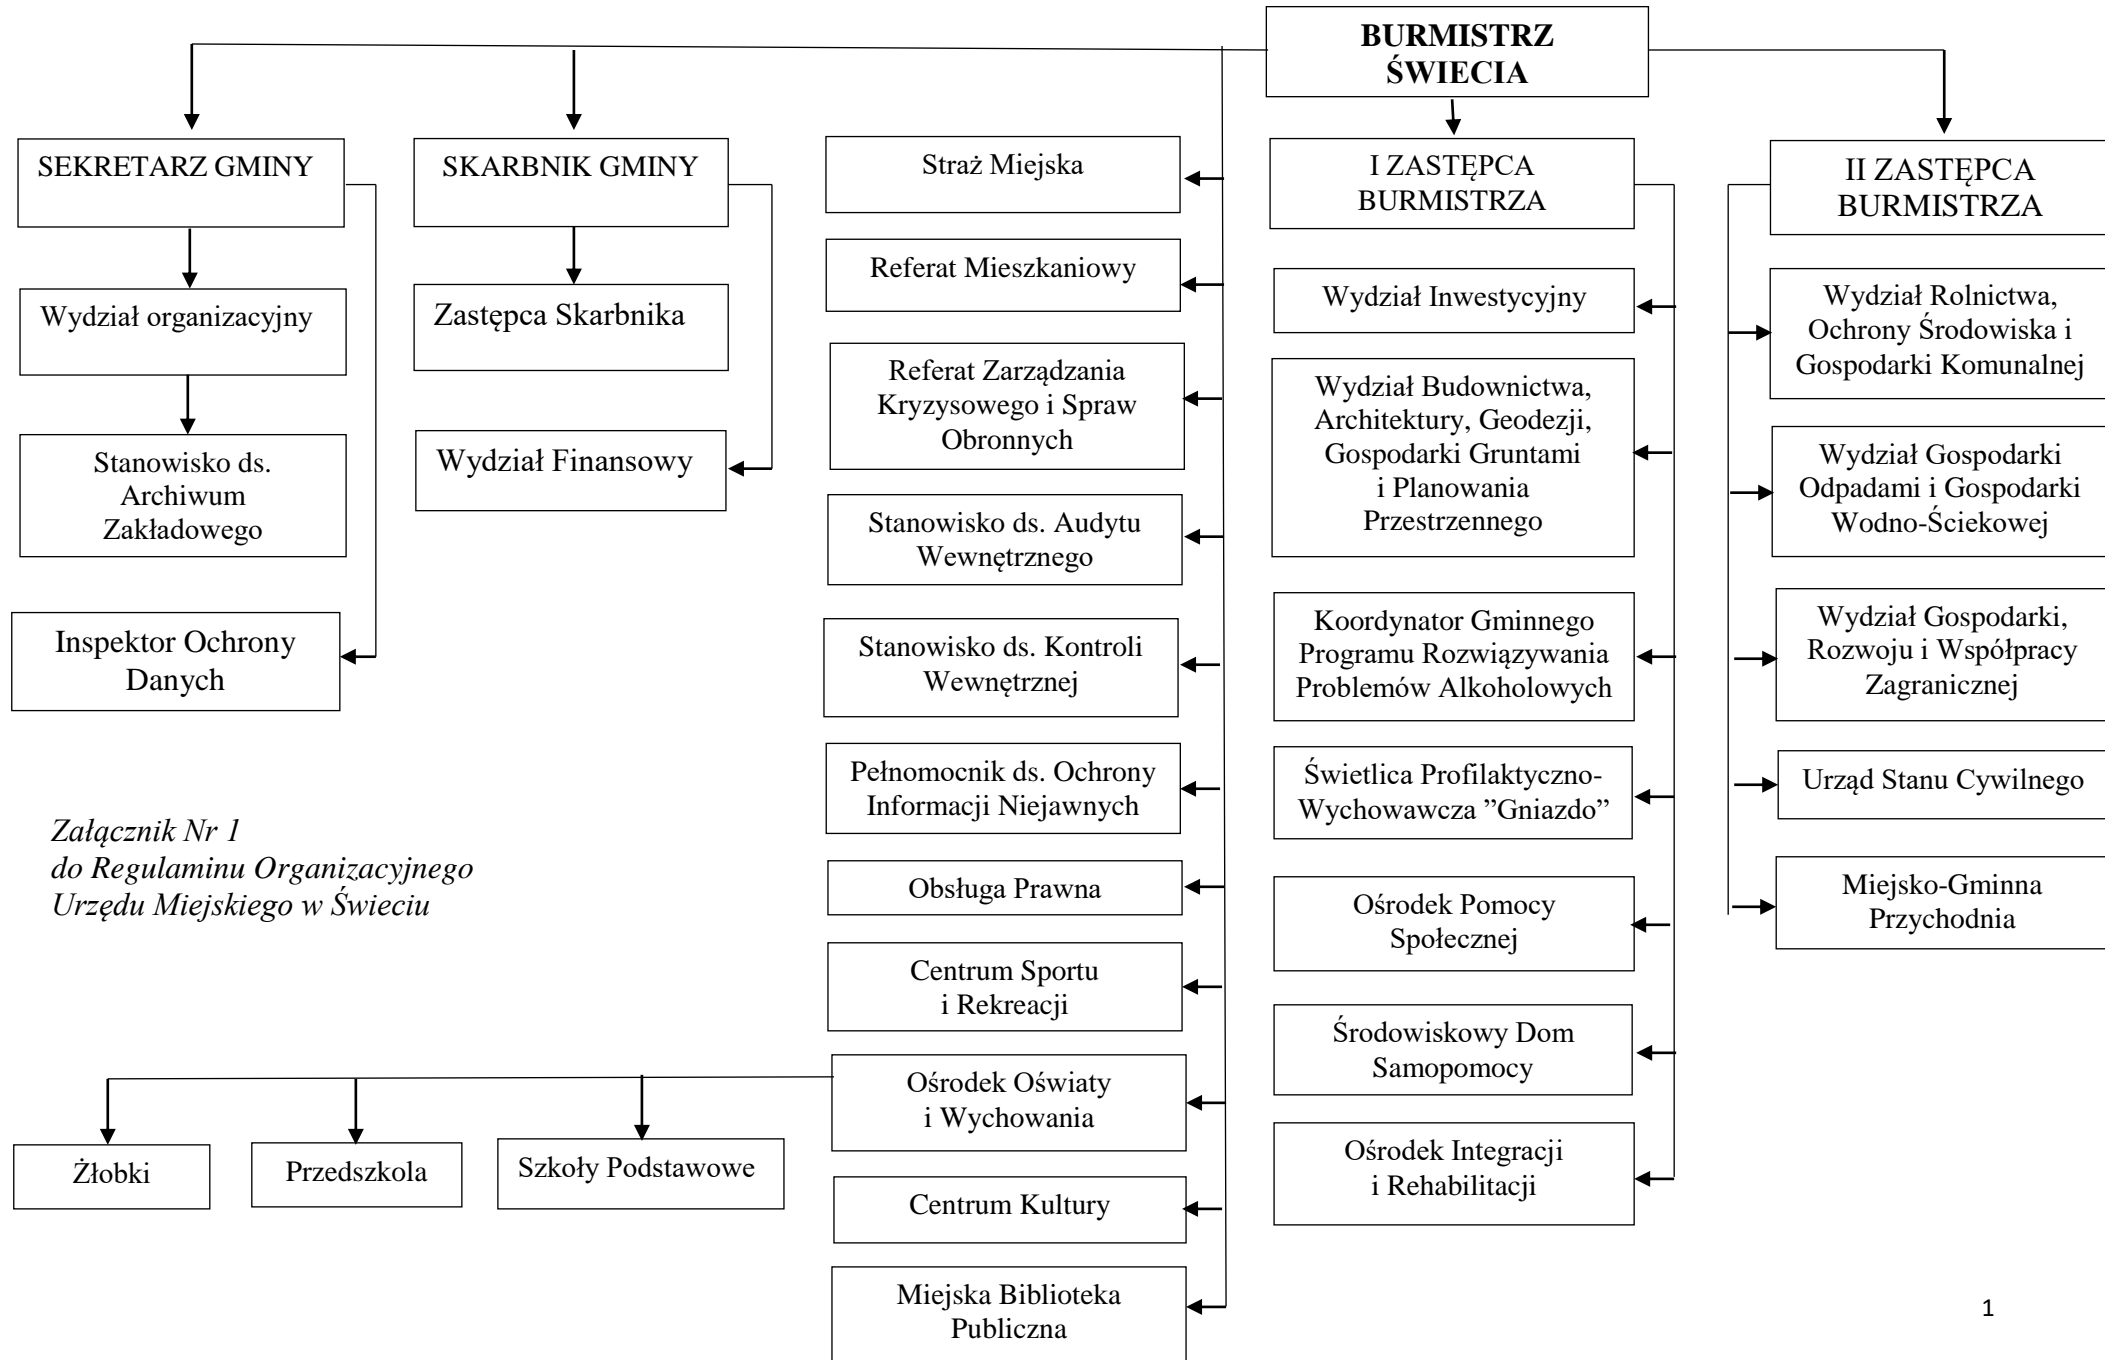 BURMISTRZ
ŚWIECIA
SEKRETARZ GMINY
Wydział organizacyjny
Stanowisko ds.
Archiwum
Zakładowego
Inspektor Ochrony
Danych
SKARBNIK GMINY
Zastępca Skarbnika
Wydział Finansowy
Straż Miejska
Referat Mieszkaniowy
Referat Zarządzania
Kryzysowego i Spraw
Obronnych
Stanowisko ds. Audytu
Wewnętrznego
Stanowisko ds. Kontroli
Wewnętrznej
Pełnomocnik ds. Ochrony
Informacji Niejawnych
Obsługa Prawna
Centrum Sportu
i Rekreacji
Ośrodek Oświaty
i Wychowania
Żłobki
Przedszkola
Szkoły Podstawowe
Centrum Kultury
Miejska Biblioteka
Publiczna
I ZASTĘPCA
BURMISTRZA
Wydział Inwestycyjny
Wydział Budownictwa,
Architektury, Geodezji,
Gospodarki Gruntami
i Planowania
Przestrzennego
Koordynator Gminnego
Programu Rozwiązywania
Problemów Alkoholowych
Świetlica Profilaktyczno-
Wychowawcza ”Gniazdo”
Ośrodek Pomocy
Społecznej
Środowiskowy Dom
Samopomocy
Ośrodek Integracji
i Rehabilitacji
II ZASTĘPCA
BURMISTRZA
Wydział Rolnictwa,
Ochrony Środowiska i
Gospodarki Komunalnej
Wydział Gospodarki
Odpadami i Gospodarki
Wodno-Ściekowej
Wydział Gospodarki,
Rozwoju i Współpracy
Zagranicznej
Urząd Stanu Cywilnego
Miejsko-Gminna
Przychodnia
Załącznik Nr 1
do Regulaminu Organizacyjnego
Urzędu Miejskiego w Świeciu
1